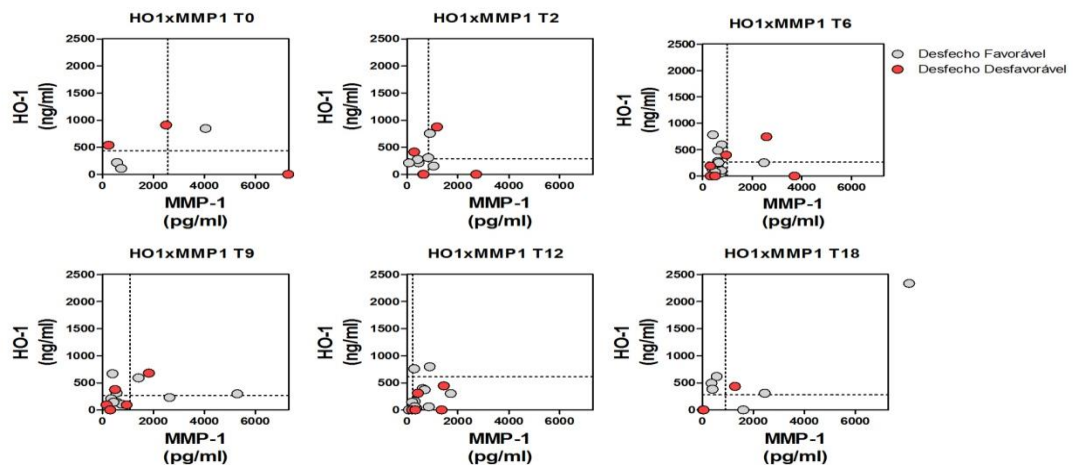 HO1xMMP1 T0
2500
2000
1500
1000
500
0
HO-1
(ng/ml)
0 2000 4000 6000
MMP-1
(pg/ml)
HO1xMMP1 T2
2500
2000
1500
1000
500
0
HO-1
(ng/ml)
0 2000 4000 6000
MMP-1
(pg/ml)
HO1xMMP1 T6
2500
2000
1500
1000
500
0
HO-1
(ng/ml)
0 2000 4000 6000
MMP-1
(pg/ml)
Desfecho Favorável
Desfecho Desfavorável
HO1xMMP1 T9
2500
2000
1500
1000
500
0
HO-1
(ng/ml)
0 2000 4000 6000
MMP-1
(pg/ml)
HO1xMMP1 T12
2500
2000
1500
1000
500
0
HO-1
(ng/ml)
0 2000 4000 6000
MMP-1
(pg/ml)
HO1xMMP1 T18
2500
2000
1500
1000
500
0
HO-1
(ng/ml)
0 2000 4000 6000
MMP-1
(pg/ml)